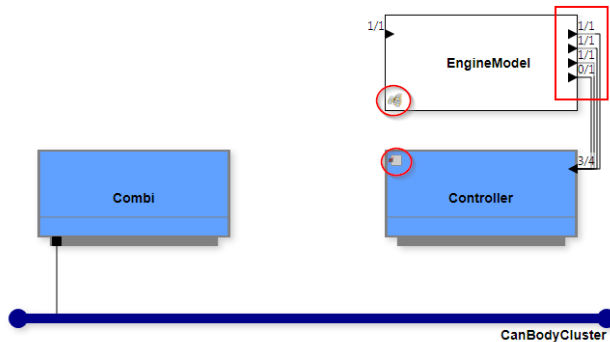 1/1
1/1
1/1
1/1
0/1
EngineModel
3/4
Combi
Controller
CanBodyCluster